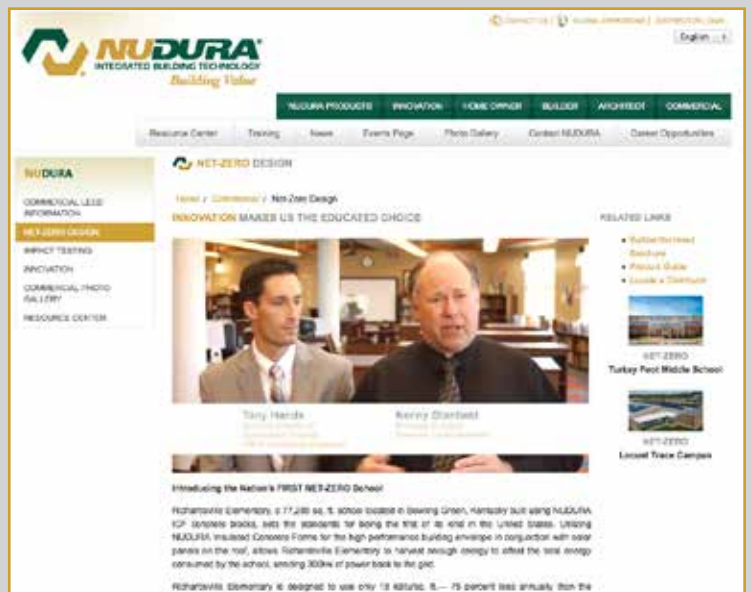 CONTACT US
English
NUDURA
INTEGRATED BUILDING TECHNOLOGY
Building Value
NUDURA PRODUCTS INNOVATION HOME OWNER BUILDER ARCHITECT COMMERCIAL
Resource Center Training News Events Page Photo Gallery Contact NUDURA Career Opportunities
NUDURA
COMMERCIAL LEED
INFORMATION
NET-ZERO DESIGN
IMPACT TESTING
INNOVATION
COMMERCIAL PHOTO
GALLERY
RESOURCE CENTER
NET-ZERO DESIGN
Home / Commercial / Net-Zero Design
INNOVATION MAKES US THE EDUCATED CHOICE
Tony Hands
Kenny Stanfield
RELATED LINKS
Brochure
Product Guide
Locate a Distributor
NET-ZERO
Turkey Foot Middle School
NET-ZERO
Locust Trace Campus
Introducing the Nation's FIRST NET-ZERO School
Richardsville Elementary, a 77,285 sq. ft. school located in Bowling Green, Kentucky built using NUDURA
ICF concrete blocks, sets the standards for being the first of its kind in the United States. Utilizing
NUDURA Insulated Concrete Forms for the high performance building envelope in conjunction with solar
panels on the roof, allows Richardsville Elementary to harvest enough energy to offset the total energy
consumed by the school, sending of power back to the grid.
Richardsville Elementary is designed to use only 18 ft.— 75 percent less annually than the